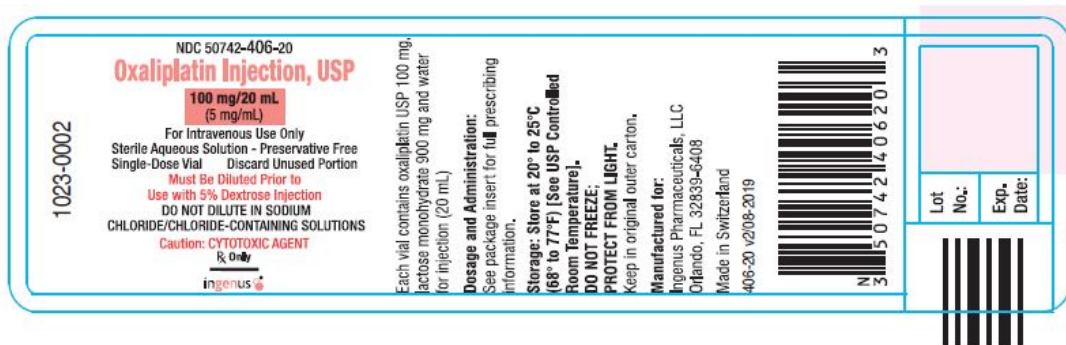 1023-0002
NDC 50742-406-20
Oxaliplatin Injection, USP
100 mg/20 mL
(5 mg/mL)
For Intravenous Use Only
Sterile Aqueous Solution - Preservative Free
Single-Dose Vial Discard Unused Portion
Must Be Diluted Prior to
Use with 5% Dextrose Injection
DO NOT DILUTE IN SODIUM
CHLORIDE/CHLORIDE-CONTAINING SOLUTIONS
Caution: CYTOTOXIC AGENT
℞ Only
ingenus
Each vial contains oxaliplatin USP 100 mg,
lactose monohydrate 900 mg and water
for injection (20 mL)
Dosage and Administration:
See package insert for full prescribing
information.
Storage: Store at 20° to 25°C
(68° to 77°F) [See USP Controlled
Room Temperature].
DO NOT FREEZE;
PROTECT FROM LIGHT.
Keep in original outer carton.
Manufactured for:
Ingenus Pharmaceuticals, LLC
Orlando, FL 32839-6408
Made in Switzerland
406-20 v2/08-2019
N
3 50742 40620 3
Lot
No.:
Exp.
Date: